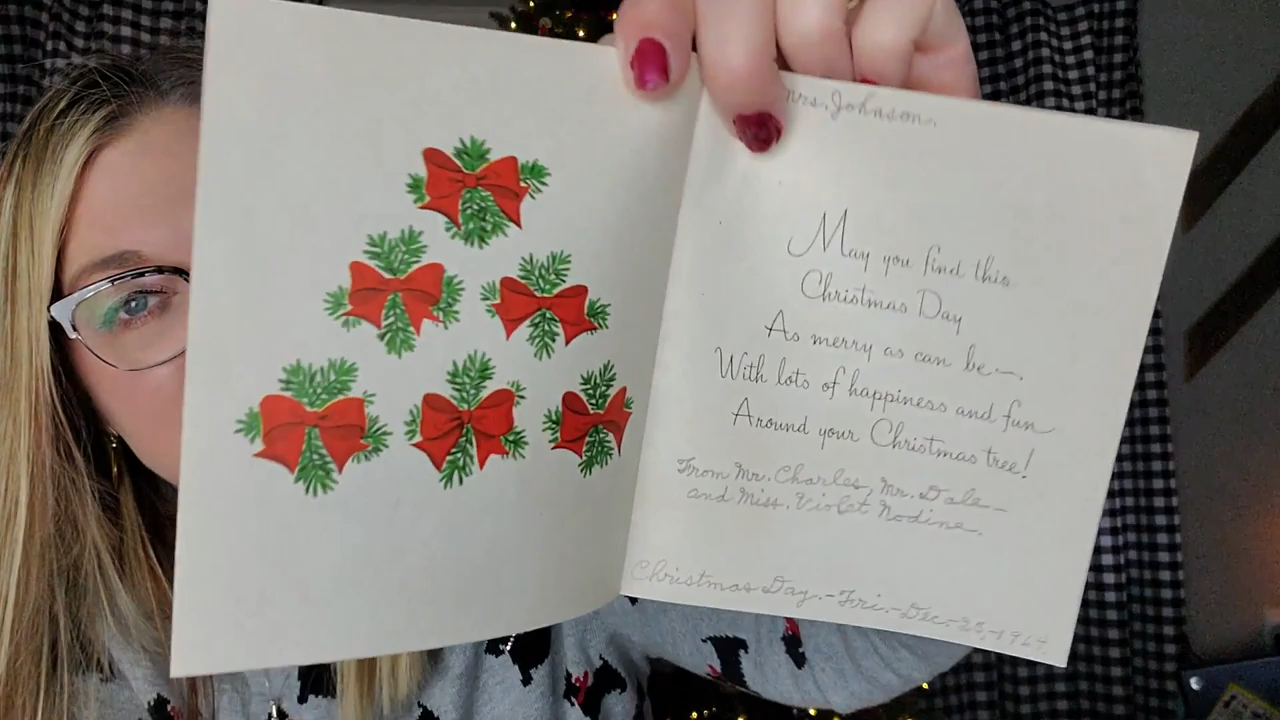 Mrs. Johnson.
May you find this
Christmas Day
As merry as can be—
With lots of happiness and fun
Around your Christmas tree!
From Mr. Charles, Mr. Dale-
and Miss. Violet Nodine.
Christmas Day.-Fri.-Dec.-25,-1964.